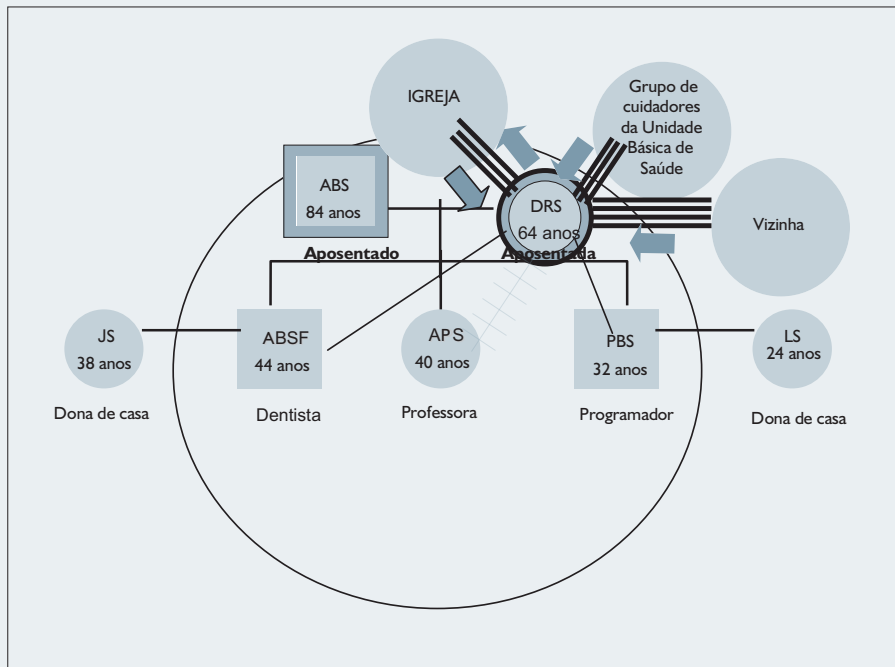 IGREJA
Grupo de
cuidadores
da Unidade
Básica de
Saúde
ABS
84 anos
Aposentado
DRS
64 anos
Aposentada
Vizinha
JS
38 anos
Dona de casa
ABSF
44 anos
Dentista
APS
40 anos
Professora
PBS
32 anos
Programador
LS
24 anos
Dona de casa